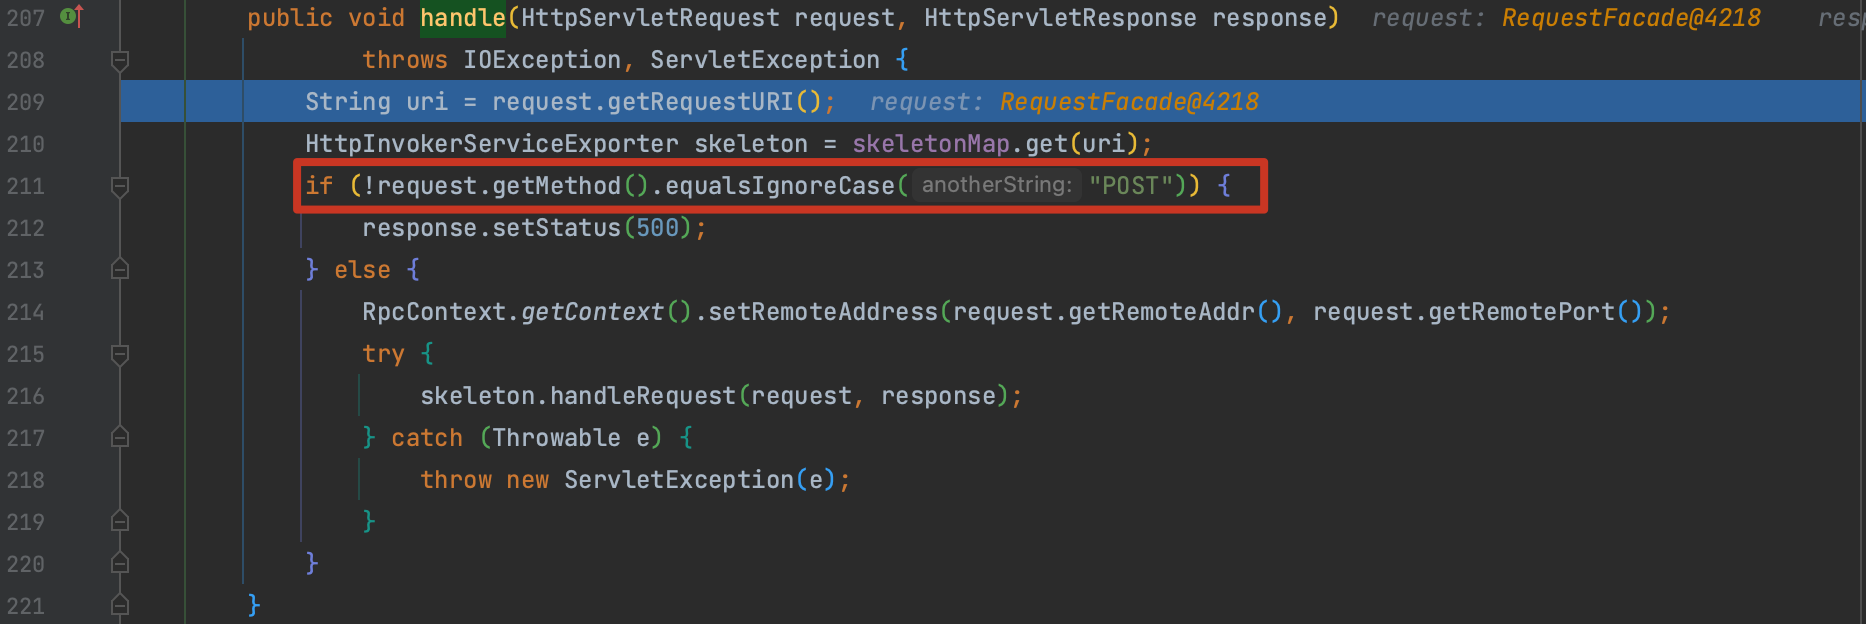 207 public void handle(HttpServletRequest request, HttpServletResponse response) request: RequestFacade@4218
208 throws IOException, ServletException {
209 String uri = request.getRequestURI(); request: RequestFacade@4218
210 HttpInvokerServiceExporter skeleton = skeletonMap.get(uri);
211 if (!request.getMethod().equalsIgnoreCase( anotherString: "POST")) {
212 response.setStatus(500);
213 } else {
214 RpcContext.getContext().setRemoteAddress(request.getRemoteAddr(), request.getRemotePort());
215 try {
216 skeleton.handleRequest(request, response);
217 } catch (Throwable e) {
218 throw new ServletException(e);
219 }
220 }
221 }